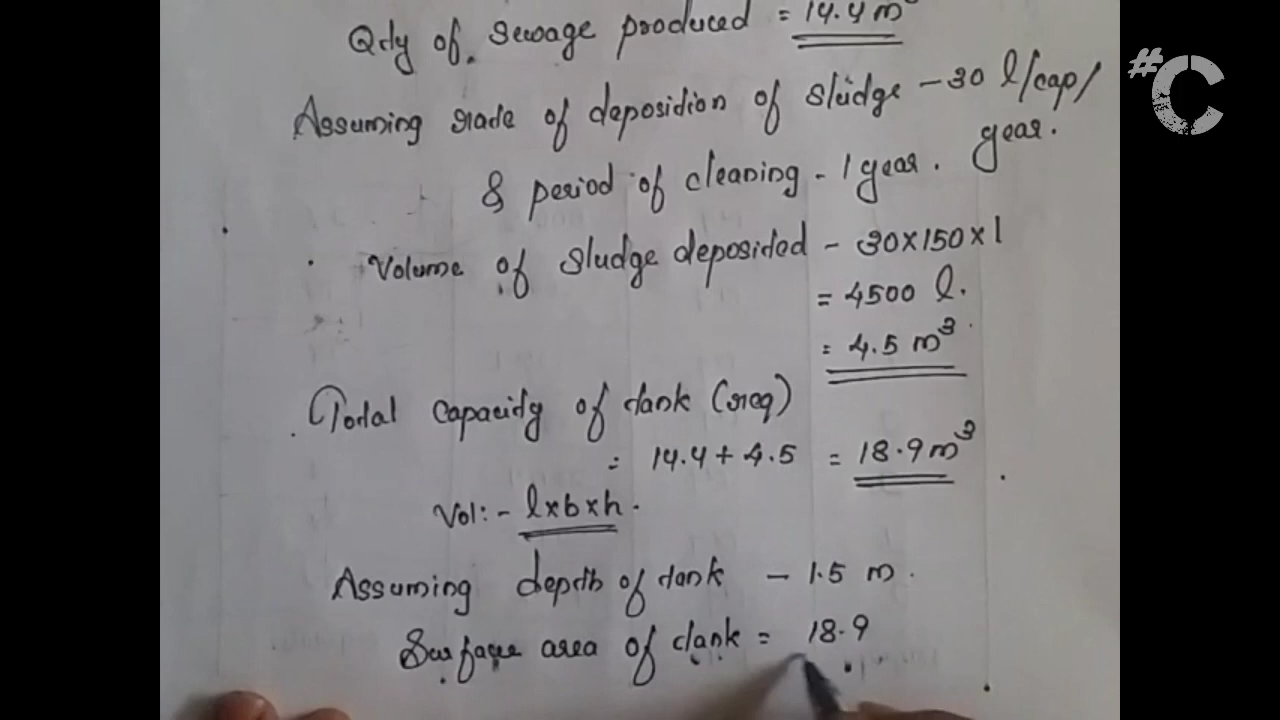 Qty of sewage produced = 14.4 m³
Assuming rate of deposition of sludge - 30 l/cap/
year.
& period of cleaning - 1 year.
Volume of sludge deposited - 30×150×1
= 4500 l.
= 4.5 m³
Total capacity of tank (req)
= 14.4 + 4.5 = 18.9 m³
Vol: - l×b×h.
Assuming depth of tank - 1.5 m.
Surface area of tank = 18.9
#C